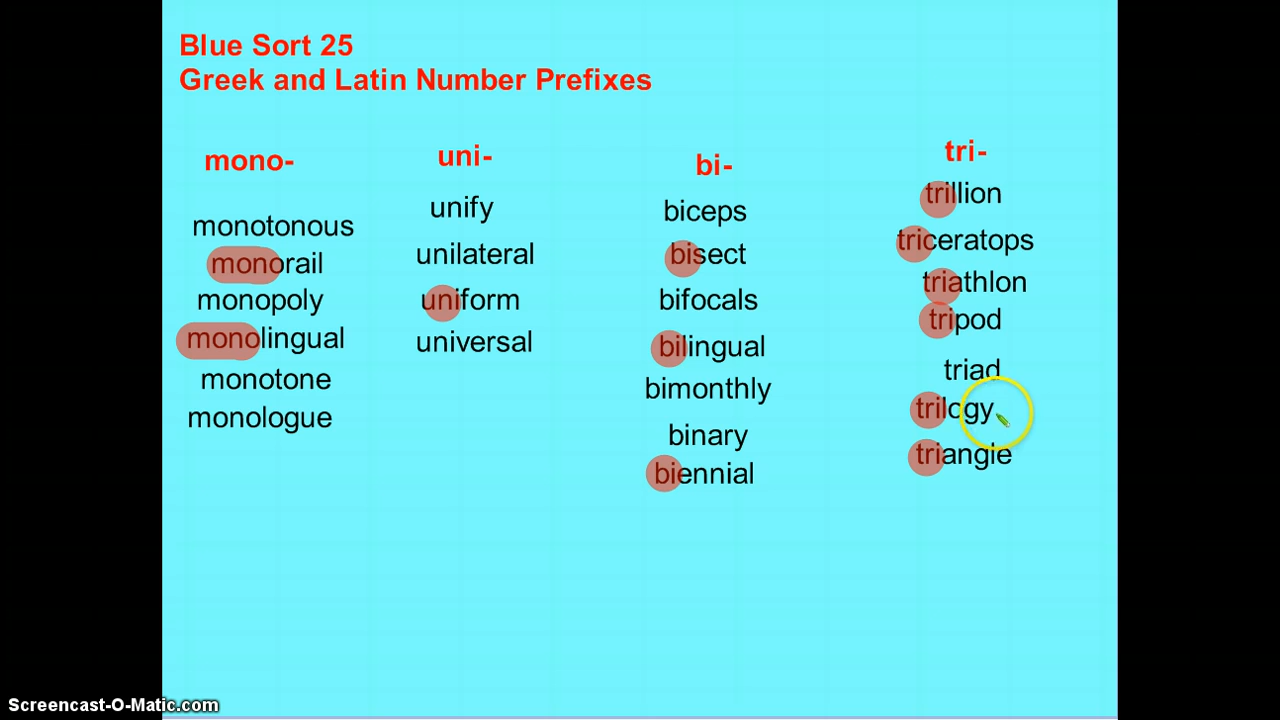 Blue Sort 25
Greek and Latin Number Prefixes
mono-
monotonous
monorail
monopoly
monolingual
monotone
monologue
uni-
unify
unilateral
uniform
universal
bi-
biceps
bisect
bifocals
bilingual
bimonthly
binary
biennial
tri-
trillion
triceratops
triathlon
tripod
triad
trilogy
triangle
Screencast-O-Matic.com